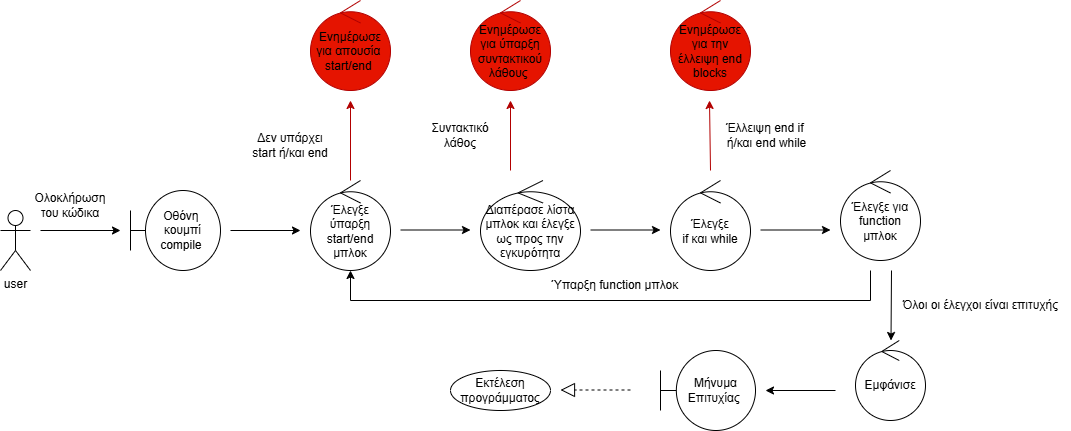 Ενημέρωσε
για απουσία
start/end
Ενημέρωσε
για ύπαρξη
συντακτικού
λάθους
Ενημέρωσε
για την
έλλειψη end
blocks
Δεν υπάρχει
start ή/και end
Συντακτικό
λάθος
Έλλειψη end if
ή/και end while
Ολοκλήρωση
του κώδικα
user
Οθόνη
κουμπί
compile
Έλεγξε
ύπαρξη
start/end
μπλοκ
Διαπέρασε λίστα
μπλοκ και έλεγξε
ως προς την
εγκυρότητα
Έλεγξε
if και while
Έλεγξε για
function
μπλοκ
Ύπαρξη function μπλοκ
Όλοι οι έλεγχοι είναι επιτυχής
Εκτέλεση
προγράμματος
Μήνυμα
Επιτυχίας
Εμφάνισε